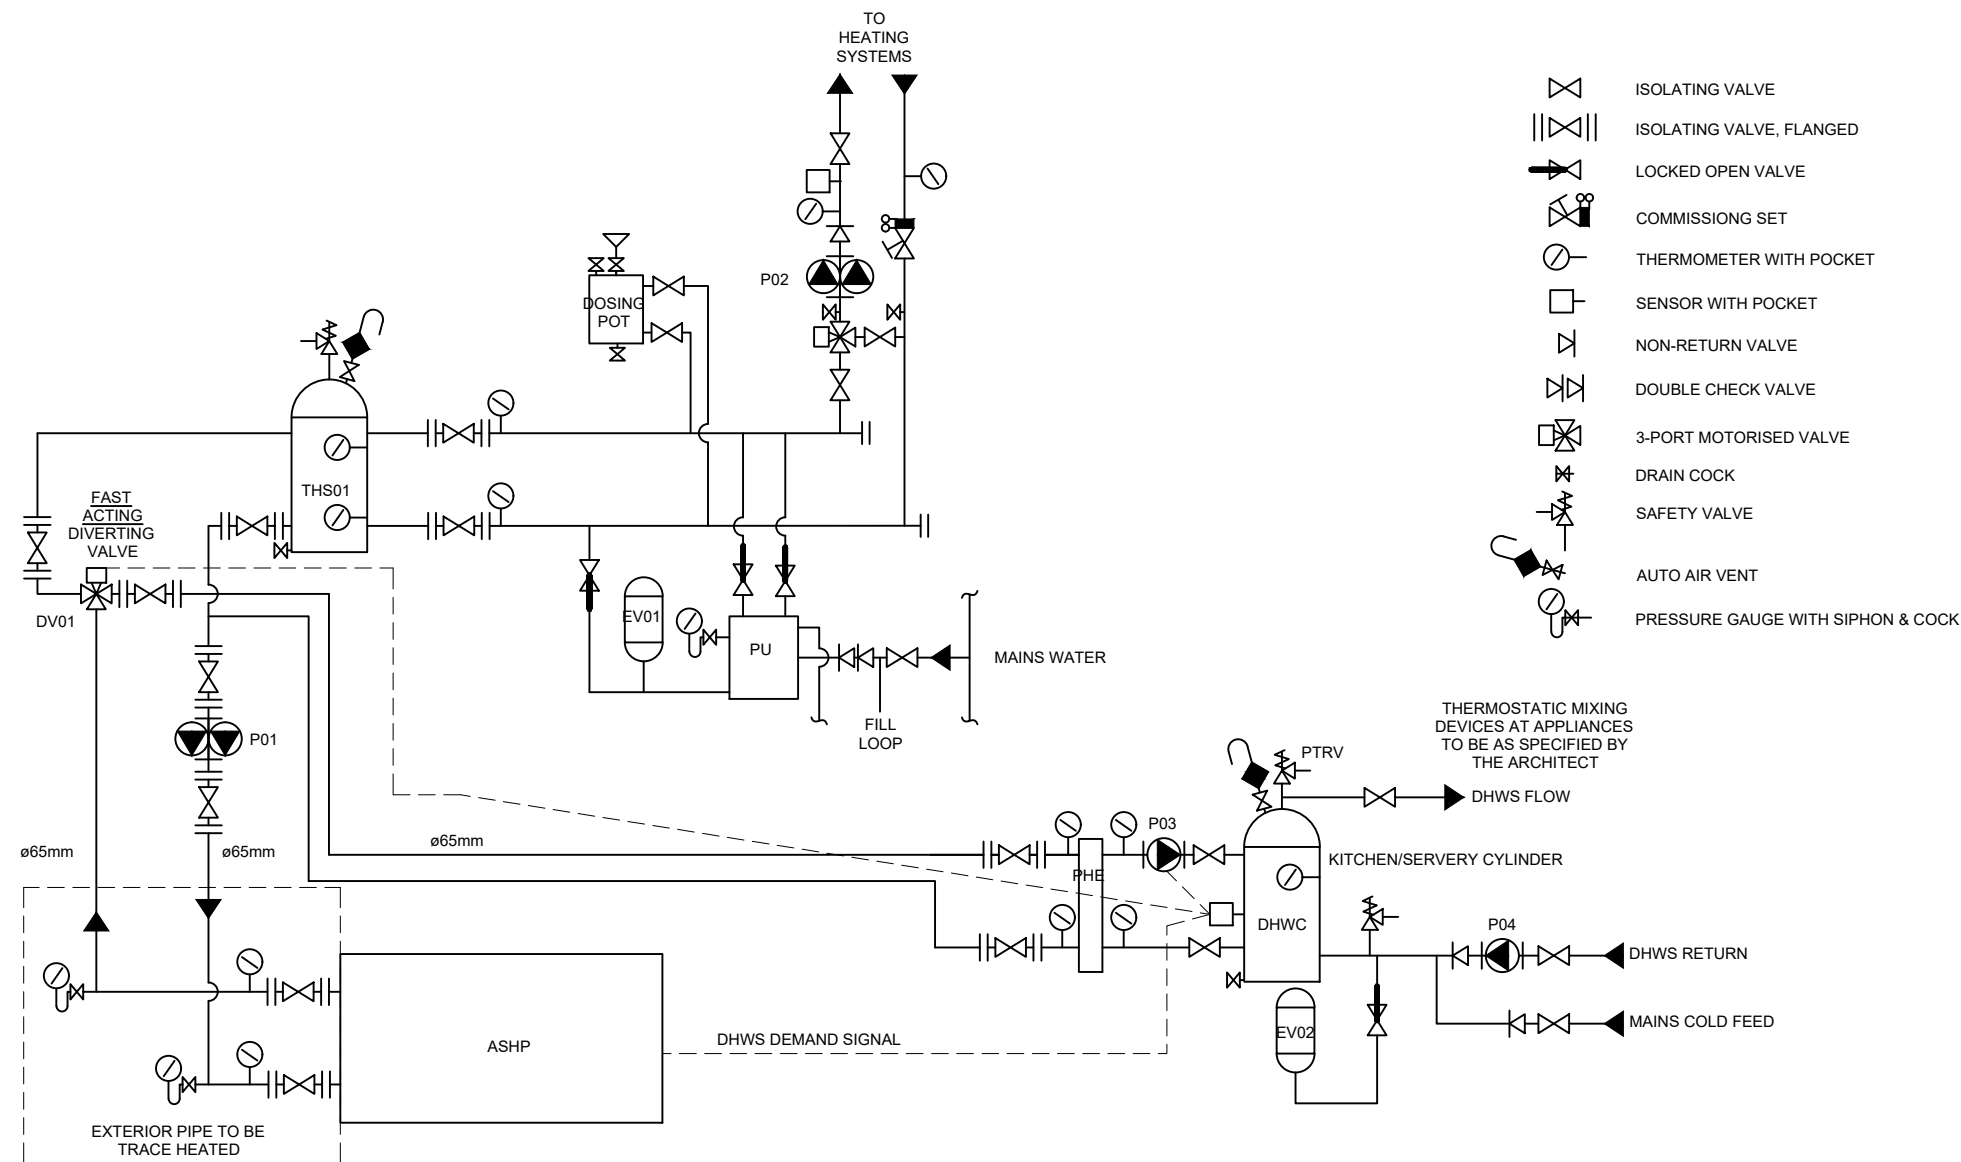 TO
HEATING
SYSTEMS
ISOLATING VALVE
ISOLATING VALVE, FLANGED
LOCKED OPEN VALVE
COMMISSIONG SET
THERMOMETER WITH POCKET
SENSOR WITH POCKET
NON-RETURN VALVE
DOUBLE CHECK VALVE
3-PORT MOTORISED VALVE
DRAIN COCK
SAFETY VALVE
AUTO AIR VENT
PRESSURE GAUGE WITH SIPHON & COCK
P02
DOSING
POT
THS01
FAST
ACTING
DIVERTING
VALVE
DV01
EV01
PU
MAINS WATER
FILL
LOOP
P01
THERMOSTATIC MIXING
DEVICES AT APPLIANCES
TO BE AS SPECIFIED BY
THE ARCHITECT
PTRV
DHWS FLOW
P03
ø65mm
ø65mm
ø65mm
KITCHEN/SERVERY CYLINDER
PHE
DHWC
P04
DHWS RETURN
MAINS COLD FEED
EV02
ASHP
DHWS DEMAND SIGNAL
EXTERIOR PIPE TO BE
TRACE HEATED